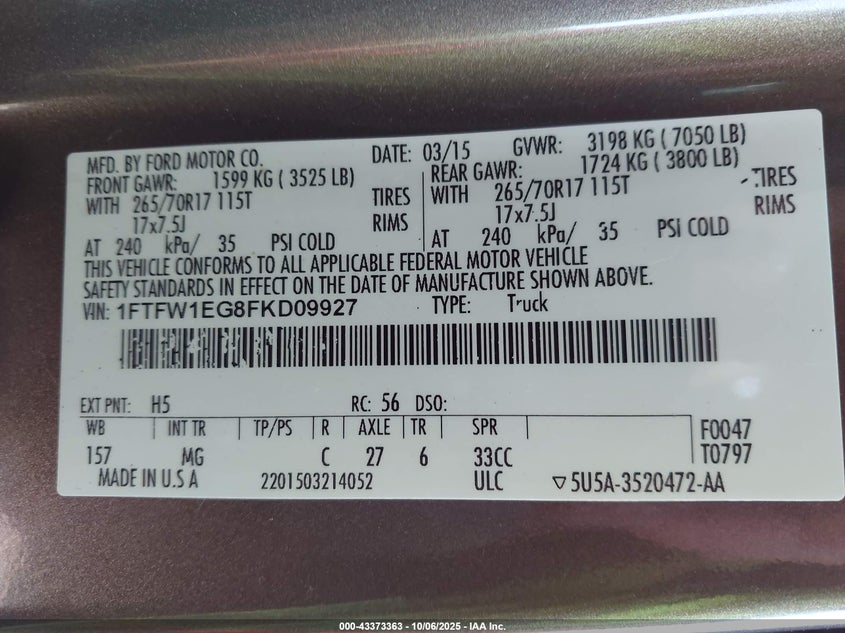 MFD. BY FORD MOTOR CO. DATE: 03/15 GVWR: 3198 KG ( 7050 LB)
FRONT GAWR: 1599 KG ( 3525 LB) REAR GAWR: 1724 KG ( 3800 LB)
WITH 265/70R17 115T TIRES WITH 265/70R17 115T TIRES
17x7.5J RIMS 17x7.5J RIMS
AT 240 kPa/ 35 PSI COLD AT 240 kPa/ 35 PSI COLD
THIS VEHICLE CONFORMS TO ALL APPLICABLE FEDERAL MOTOR VEHICLE
SAFETY STANDARDS IN EFFECT ON THE DATE OF MANUFACTURE SHOWN ABOVE.
VIN: 1FTFW1EG8FKD09927 TYPE: Truck
EXT PNT: H5 RC: 56 DSO:
WB INT TR TP/PS R AXLE TR SPR F0047
157 MG C 27 6 33CC T0797
MADE IN U.S A 2201503214052 ULC ▽5U5A-3520472-AA
000-43373363 - 10/06/2025 - IAA Inc.